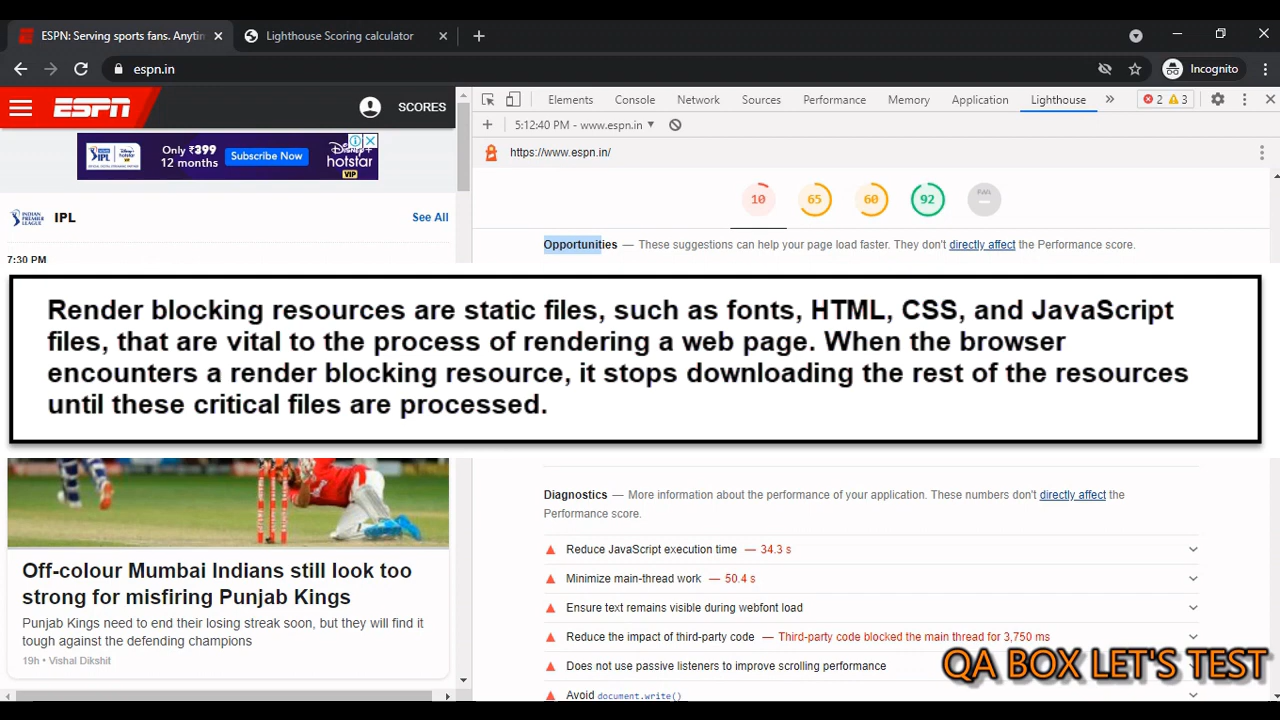 ESPN: Serving sports fans. Anytim
Lighthouse Scoring calculator
espn.in
Incognito
ESPN
SCORES
Elements
Console
Network
Sources
Performance
Memory
Application
Lighthouse
2
3
5:12:40 PM - www.espn.in
https://www.espn.in/
Only ₹399
12 months
Subscribe Now
IPL
Disney+
hotstar
VIP
IPL
See All
7:30 PM
10
65
60
92
Opportunities — These suggestions can help your page load faster. They don't directly affect the Performance score.
Render blocking resources are static files, such as fonts, HTML, CSS, and JavaScript
files, that are vital to the process of rendering a web page. When the browser
encounters a render blocking resource, it stops downloading the rest of the resources
until these critical files are processed.
Off-colour Mumbai Indians still look too
strong for misfiring Punjab Kings
Punjab Kings need to end their losing streak soon, but they will find it
tough against the defending champions
19h • Vishal Dikshit
Diagnostics — More information about the performance of your application. These numbers don't directly affect the
Performance score.
Reduce JavaScript execution time — 34.3 s
Minimize main-thread work — 50.4 s
Ensure text remains visible during webfont load
Reduce the impact of third-party code — Third-party code blocked the main thread for 3,750 ms
Does not use passive listeners to improve scrolling performance
Avoid document.write()
QA BOX LET'S TEST